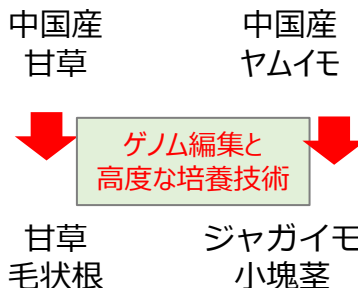 中国産
甘草
中国産
ヤムイモ
ゲノム編集と
高度な培養技術
甘草
毛状根
ジャガイモ
小塊茎